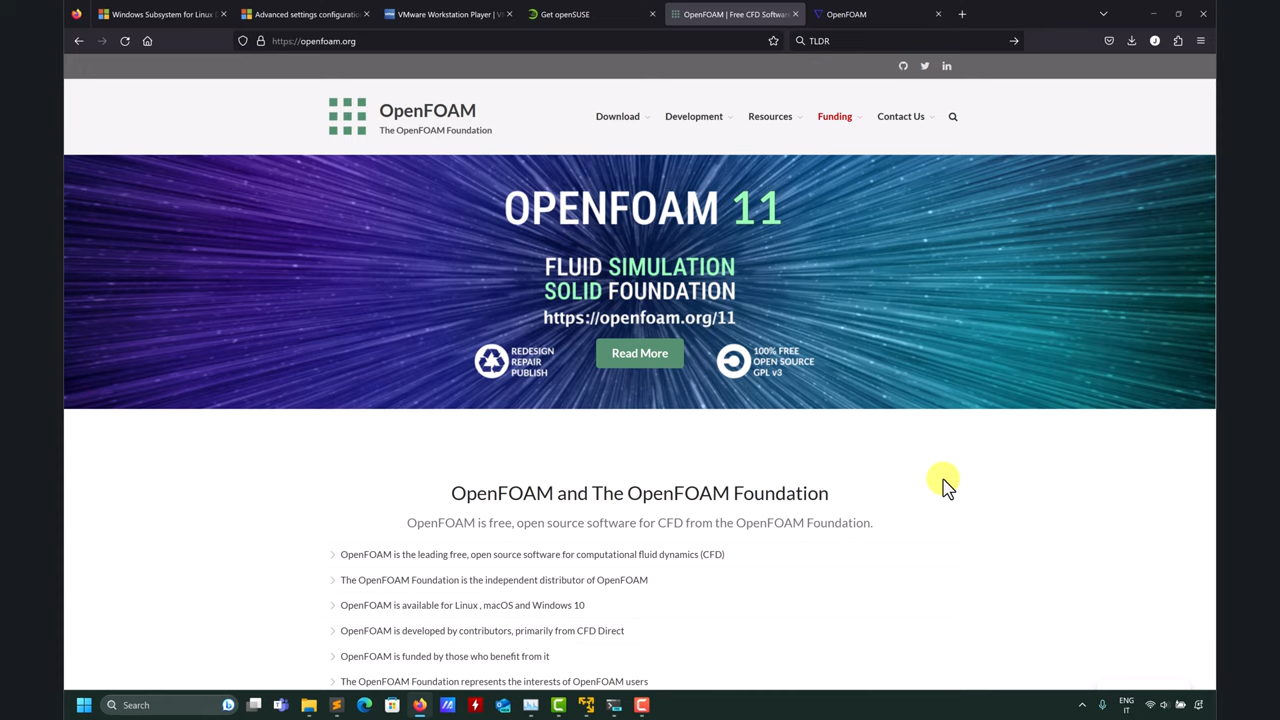 Windows Subsystem for Linux D
Advanced settings configuratio
VMware Workstation Player | VM
Get openSUSE
OpenFOAM | Free CFD Software
OpenFOAM
https://openfoam.org
TLDR
OpenFOAM
The OpenFOAM Foundation
Download
Development
Resources
Funding
Contact Us
OPENFOAM 11
FLUID SIMULATION
SOLID FOUNDATION
https://openfoam.org/11
REDESIGN
REPAIR
PUBLISH
Read More
100% FREE
OPEN SOURCE
GPL v3
OpenFOAM and The OpenFOAM Foundation
OpenFOAM is free, open source software for CFD from the OpenFOAM Foundation.
OpenFOAM is the leading free, open source software for computational fluid dynamics (CFD)
The OpenFOAM Foundation is the independent distributor of OpenFOAM
OpenFOAM is available for Linux , macOS and Windows 10
OpenFOAM is developed by contributors, primarily from CFD Direct
OpenFOAM is funded by those who benefit from it
The OpenFOAM Foundation represents the interests of OpenFOAM users
Search
ENG
IT